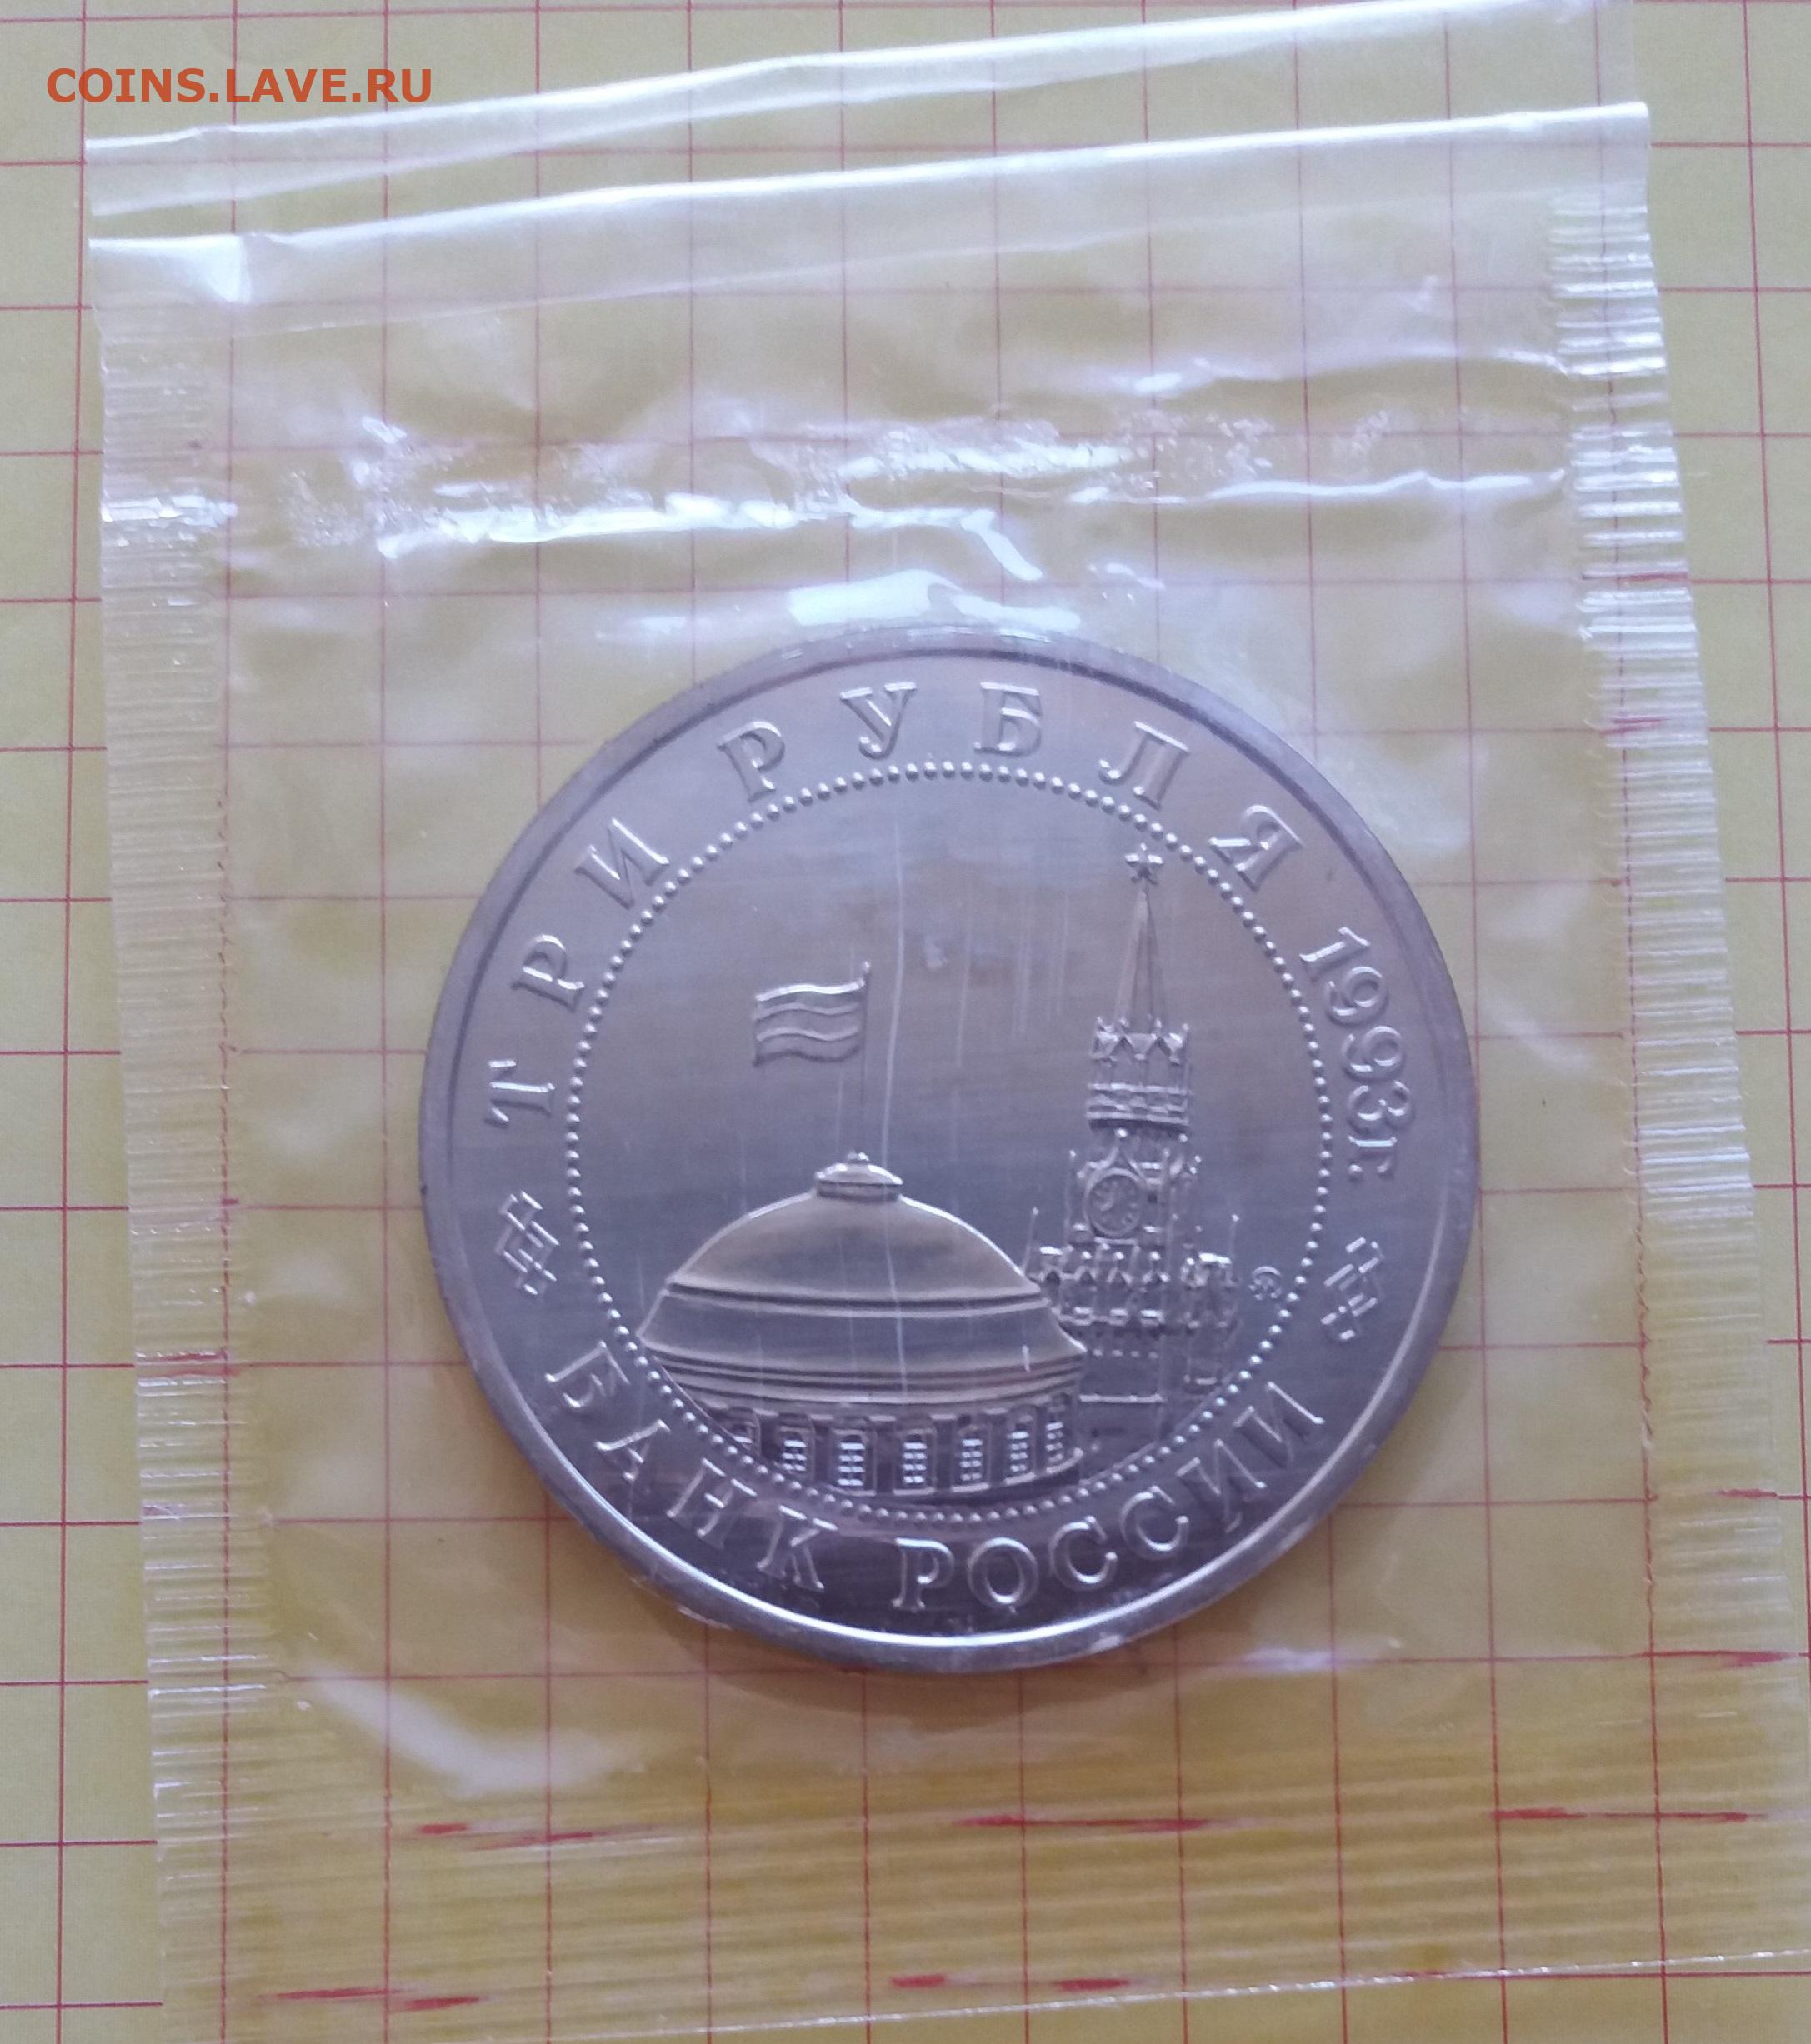 COINS.LAVE.RU
ТРИ РУБЛЯ 1993г.
БАНК РОССИИ